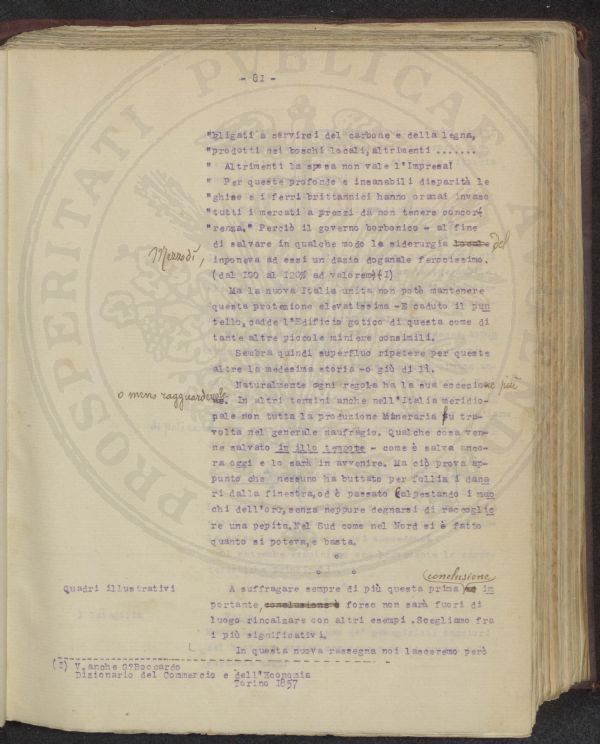 - 81 -
"bligati a servirci del carbone e della legna,
"prodotti nei boschi locali, altrimenti .......
" Altrimenti la spesa non vale l'Impresa!
" Per queste profonde e insanabili disparità le
"ghise e i ferri brittannici hanno oramai invaso
"tutti i mercati a prezzi da non tenere concor-
"renza." Perciò il governo borbonico - al fine
di salvare in qualche modo la siderurgia locale del
Mezzodì,
inponeva ad essi un dazio doganale ferocissimo.
(dal 100 al 120% ad valorem) (I)
Ma la nuova Italia unita non potè mantenere
questa protezione elevatissima -E caduto il pun
tello, cadde l'Edificio gotico di questa come di
tante altre piccole miniere consimili.
Sembra quindi superfluo ripetere per queste
altre la medesima storia -o giù di lì.
Naturalmente ogni regola ha la sua eccezione più
o meno ragguardevole
ne. In altri termini anche nell'Italia meridio-
nale non tutta la produzione Mineraria fu tra-
volta nel generale naufragio. Qualche cosa ven-
ne salvato in illo tempore - come è salva anco-
ra oggi e lo sarà in avvenire. Ma ciò prova ap-
punto che nessuno ha buttato per follia i dana
ri dalla finestra, od è passato calpestando i muc
chi dell'oro, senza neppure degnarsi di raccoglie
re una pepita. Nel Sud come nel Nord si è fatto
quanto si poteva, e basta.
° ° °
conclusione
Quadri illustrativi
A suffragare sempre di più questa prima im
portante, conclusione forse non sarà fuori di
luogo rincalzare con altri esempi .Scegliamo fra
i più significativi.
In questa nuova rassegna noi lasceremo però
(I) V. anche G. Boccardo
Dizionario del Commercio e dell'Economia
Torino 1857
PROSPERITATI PUBLICAE